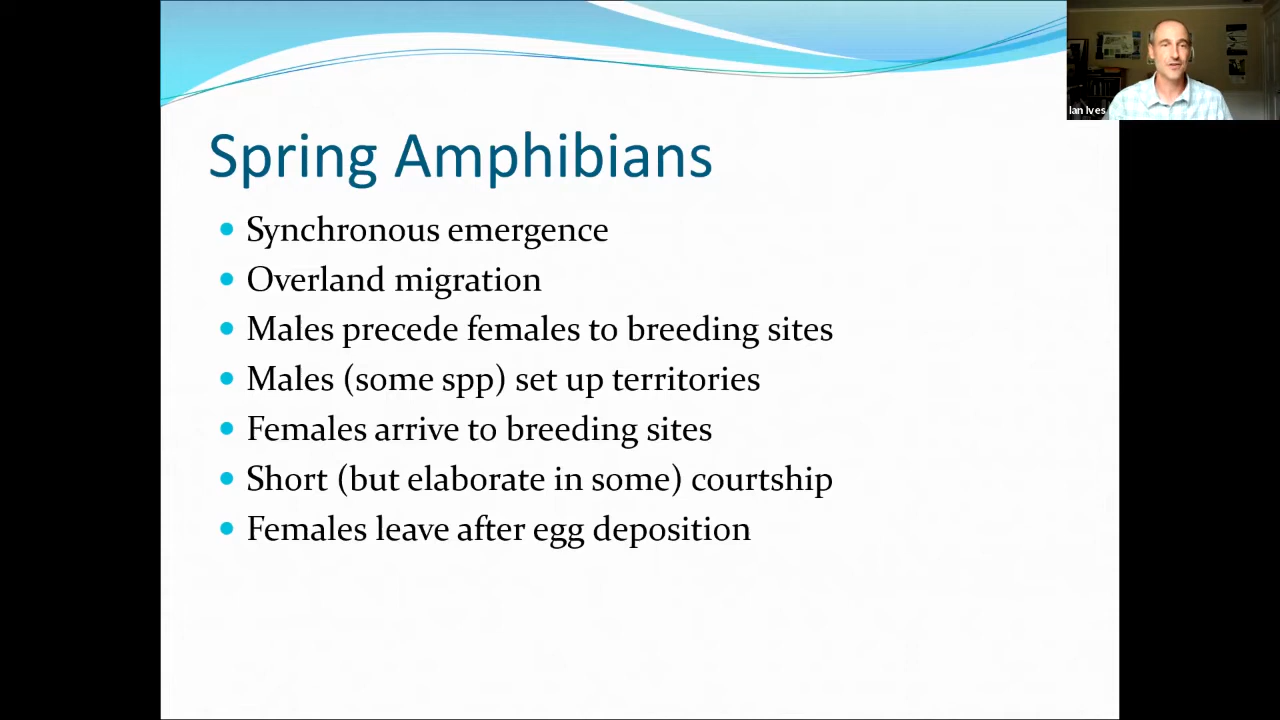 Ian Ives
Spring Amphibians
Synchronous emergence
Overland migration
Males precede females to breeding sites
Males (some spp) set up territories
Females arrive to breeding sites
Short (but elaborate in some) courtship
Females leave after egg deposition